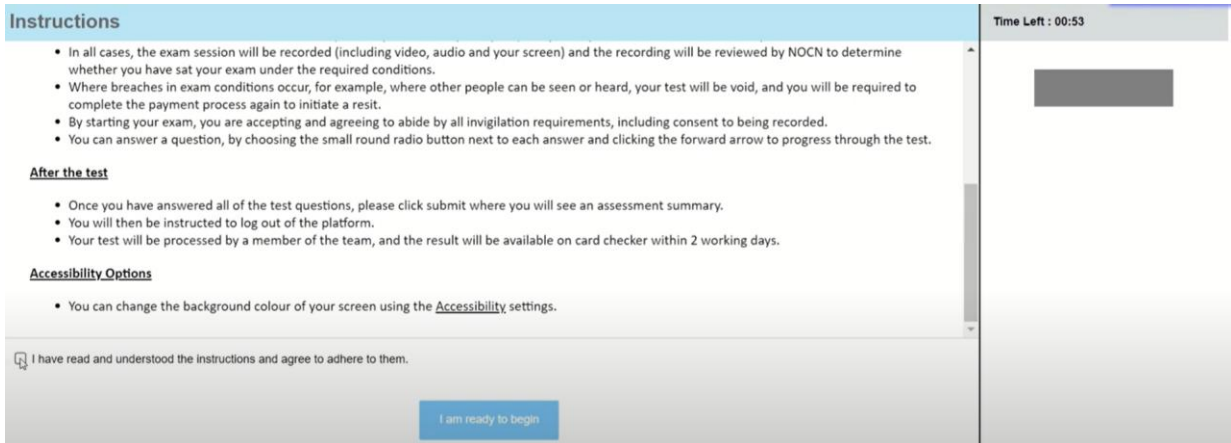 Instructions
Time Left : 00:53
• In all cases, the exam session will be recorded (including video, audio and your screen) and the recording will be reviewed by NOCN to determine
whether you have sat your exam under the required conditions.
• Where breaches in exam conditions occur, for example, where other people can be seen or heard, your test will be void, and you will be required to
complete the payment process again to initiate a resit.
• By starting your exam, you are accepting and agreeing to abide by all invigilation requirements, including consent to being recorded.
• You can answer a question, by choosing the small round radio button next to each answer and clicking the forward arrow to progress through the test.
After the test
• Once you have answered all of the test questions, please click submit where you will see an assessment summary.
• You will then be instructed to log out of the platform.
• Your test will be processed by a member of the team, and the result will be available on card checker within 2 working days.
Accessibility Options
• You can change the background colour of your screen using the Accessibility settings.
I have read and understood the instructions and agree to adhere to them.
I am ready to begin